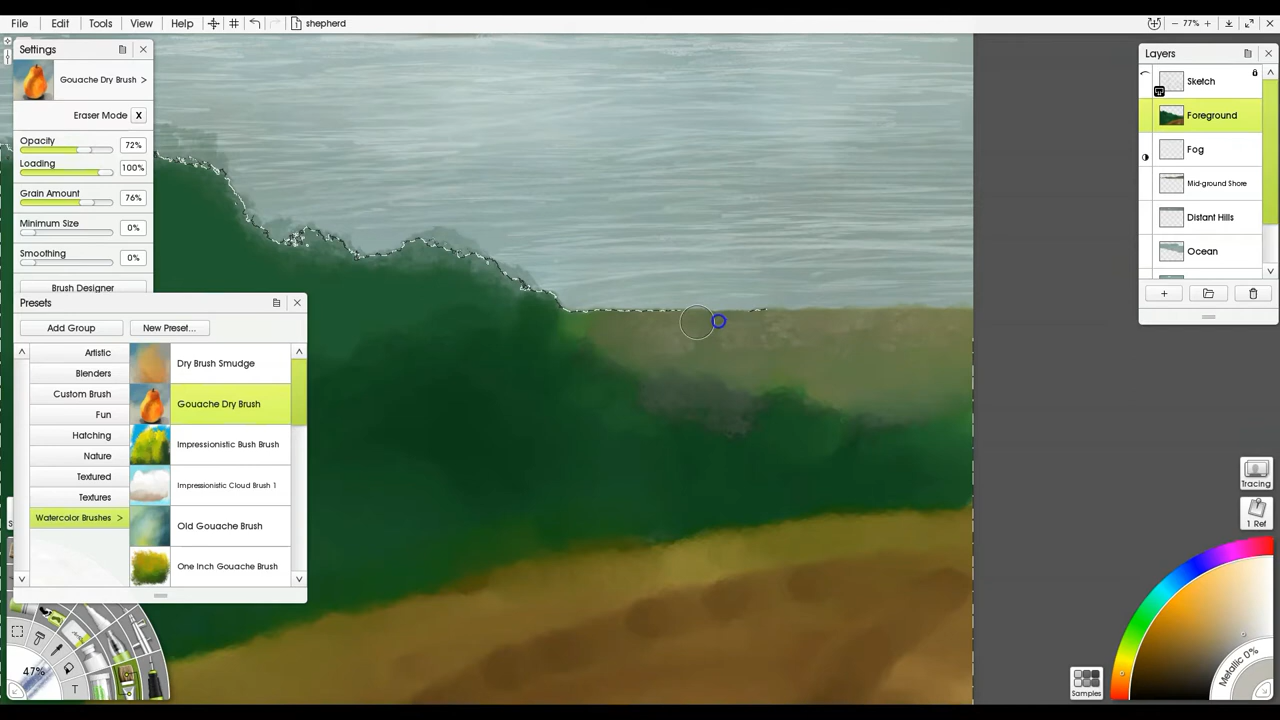 File Edit Tools View Help shepherd 77%
Settings
Gouache Dry Brush >
Eraser Mode X
Opacity 72%
Loading 100%
Grain Amount 76%
Minimum Size 0%
Smoothing 0%
Brush Designer
Presets
Add Group New Preset...
Artistic
Blenders
Custom Brush
Fun
Hatching
Nature
Textured
Textures
Watercolor Brushes >
Dry Brush Smudge
Gouache Dry Brush
Impressionistic Bush Brush
Impressionistic Cloud Brush 1
Old Gouache Brush
One Inch Gouache Brush
47%
T
Layers
Sketch
Foreground
Fog
Mid-ground Shore
Distant Hills
Ocean
Tracing
1 Ref
Samples
Metallic 0%